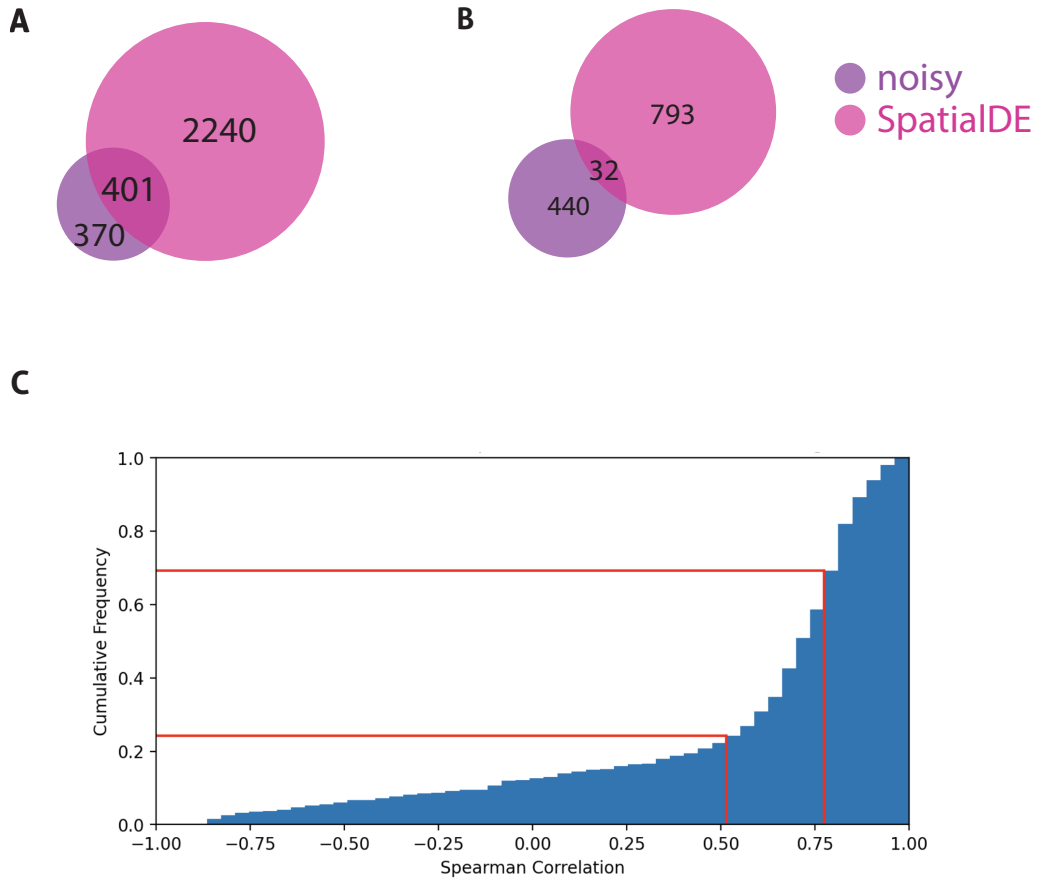 A
2240
401
370
B
793
32
440
noisy
SpatialDE
C
1.0
0.8
0.6
0.4
0.2
0.0
Cumulative Frequency
−1.00 −0.75 −0.50 −0.25 0.00 0.25 0.50 0.75 1.00
Spearman Correlation